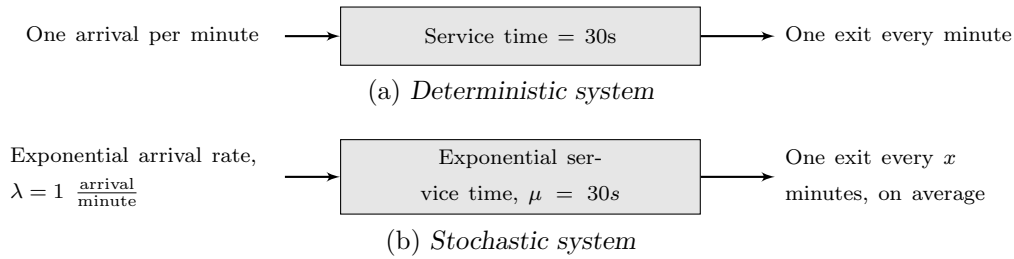 One arrival per minute
Service time = 30s
One exit every minute
(a) Deterministic system
Exponential arrival rate,
λ = 1 arrival/minute
Exponential ser-
vice time, μ = 30s
One exit every x
minutes, on average
(b) Stochastic system